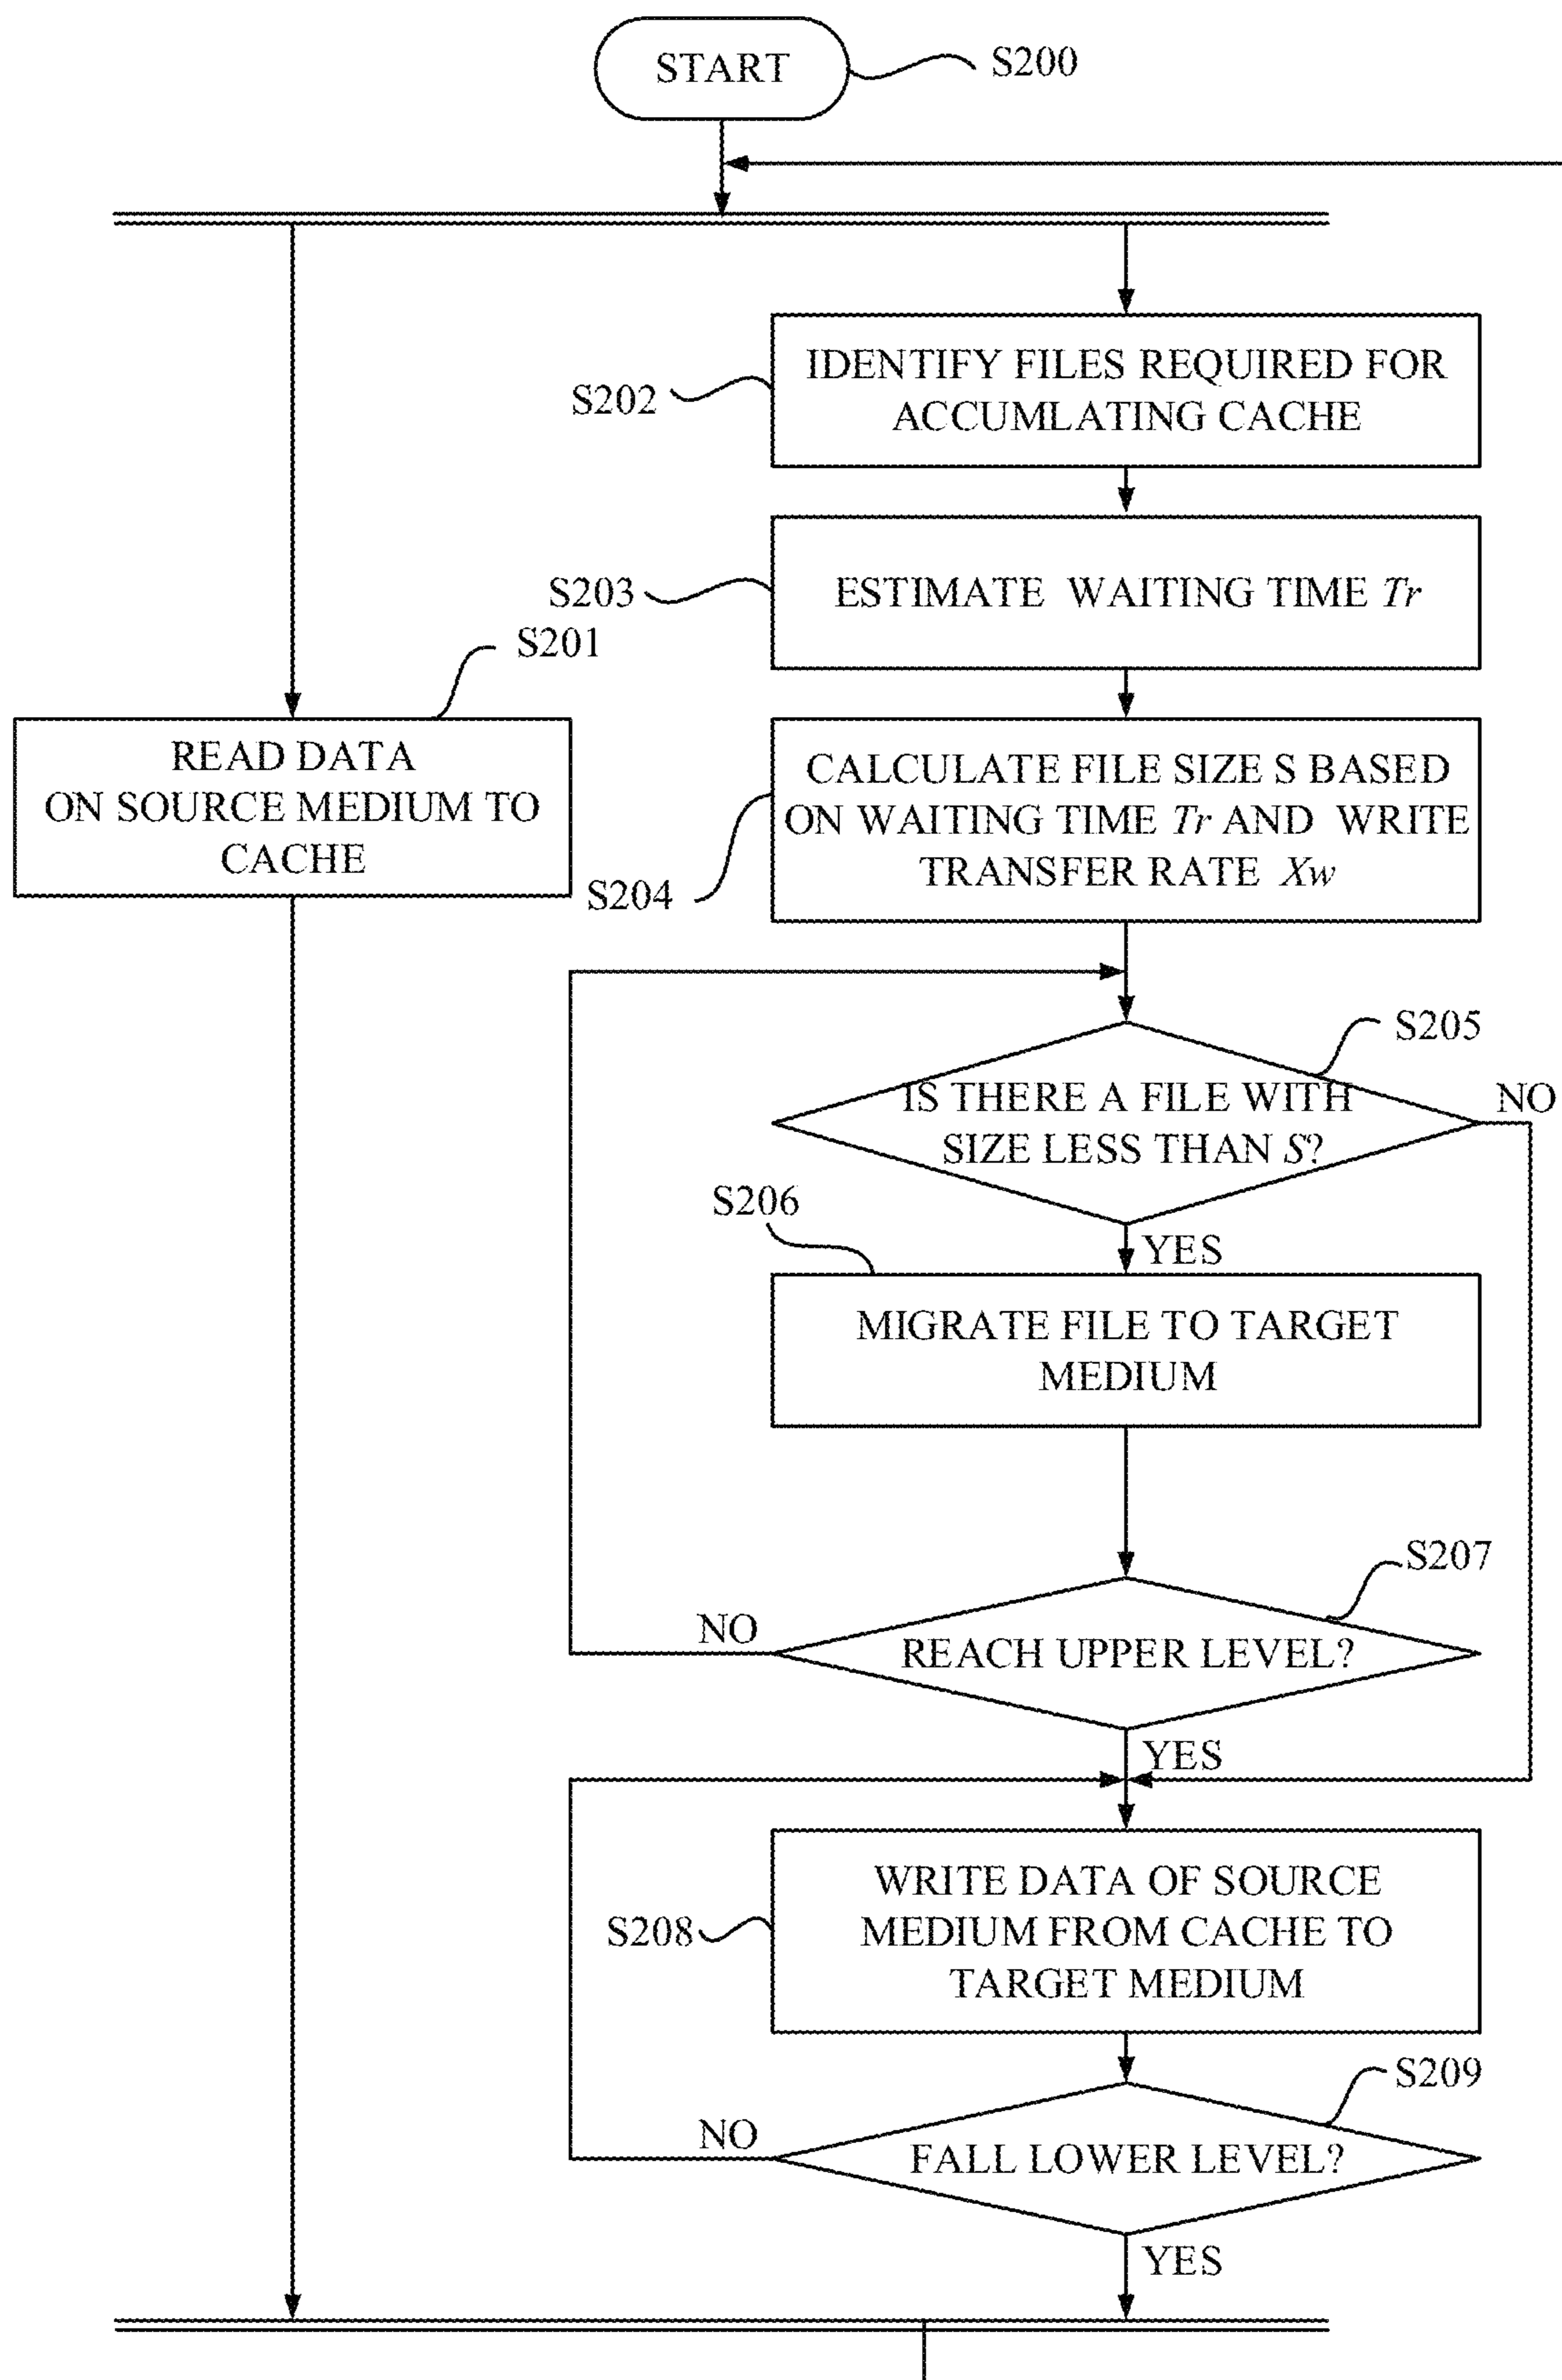 START
S200
IDENTIFY FILES REQUIRED FOR
ACCUMLATING CACHE
S202
ESTIMATE WAITING TIME Tr
S203
S201
READ DATA
ON SOURCE MEDIUM TO
CACHE
CALCULATE FILE SIZE S BASED
ON WAITING TIME Tr AND WRITE
TRANSFER RATE Xw
S204
S205
IS THERE A FILE WITH
SIZE LESS THAN S?
NO
S206
YES
MIGRATE FILE TO TARGET
MEDIUM
S207
NO
REACH UPPER LEVEL?
YES
WRITE DATA OF SOURCE
MEDIUM FROM CACHE TO
TARGET MEDIUM
S208
S209
NO
FALL LOWER LEVEL?
YES